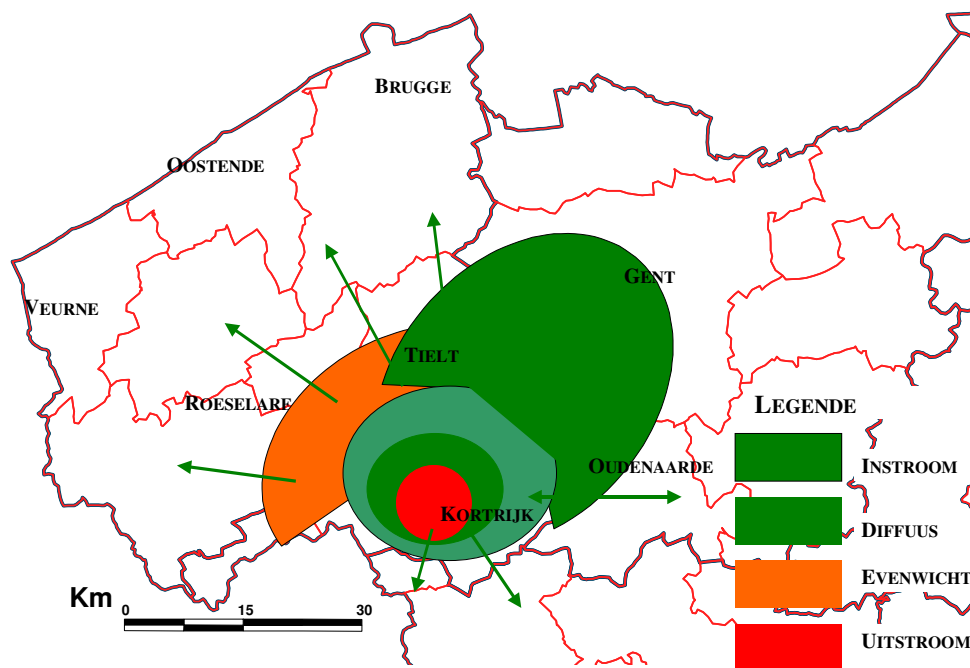 BRUGGE
OOSTENDE
GENT
VEURNE
TIELT
ROESELARE
LEGENDE
OUDENAARDE
INSTROOM
KORTRIJK
DIFFUUS
EVENWICHT
Km
0 15 30
UITSTROOM